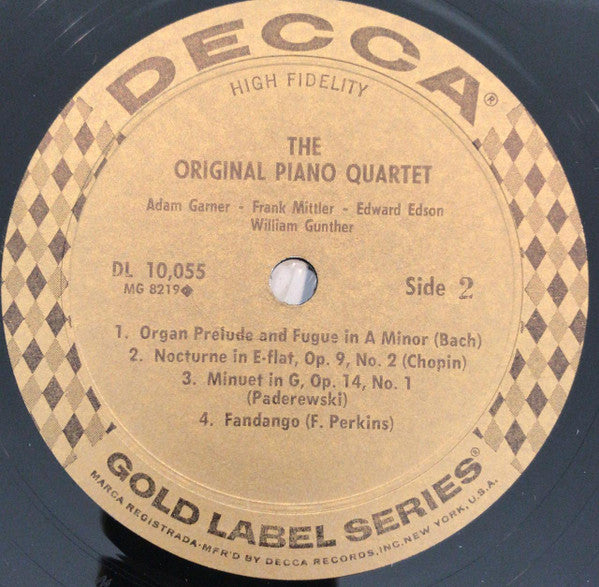 DECCA®
HIGH FIDELITY
THE
ORIGINAL PIANO QUARTET
Adam Garner - Frank Mittler - Edward Edson
William Gunther
DL 10,055
MG 8219◆
Side 2
1. Organ Prelude and Fugue in A Minor (Bach)
2. Nocturne in E-flat, Op. 9, No. 2 (Chopin)
3. Minuet in G, Op. 14, No. 1
(Paderewski)
4. Fandango (F. Perkins)
GOLD LABEL SERIES®
MARCA REGISTRADA·MFR'D BY DECCA RECORDS, INC. NEW YORK, U.S.A.